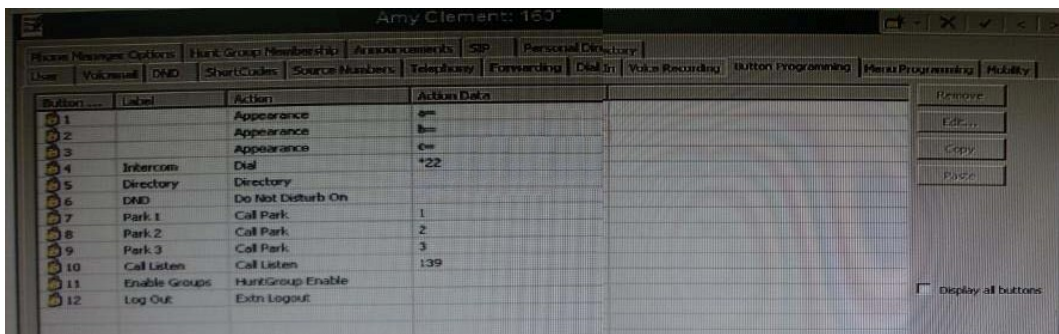 Amy Clement: 160*
Phone Manager Options Hunt Group Membership Announcements SIP Personal Directory
User Voicemail DND ShortCodes Source Numbers Telephony Forwarding Dial In Voice Recording Button Programming Menu Programming Mobility
Button ... Label Action Action Data
1 Appearance a=
2 Appearance b=
3 Appearance c=
4 Intercom Dial *22
5 Directory Directory
6 DND Do Not Disturb On
7 Park 1 Call Park 1
8 Park 2 Call Park 2
9 Park 3 Call Park 3
10 Call Listen Call Listen 139
11 Enable Groups HuntGroup Enable
12 Log Out Extn Logout
Remove
Edit...
Copy
Paste
Display all buttons